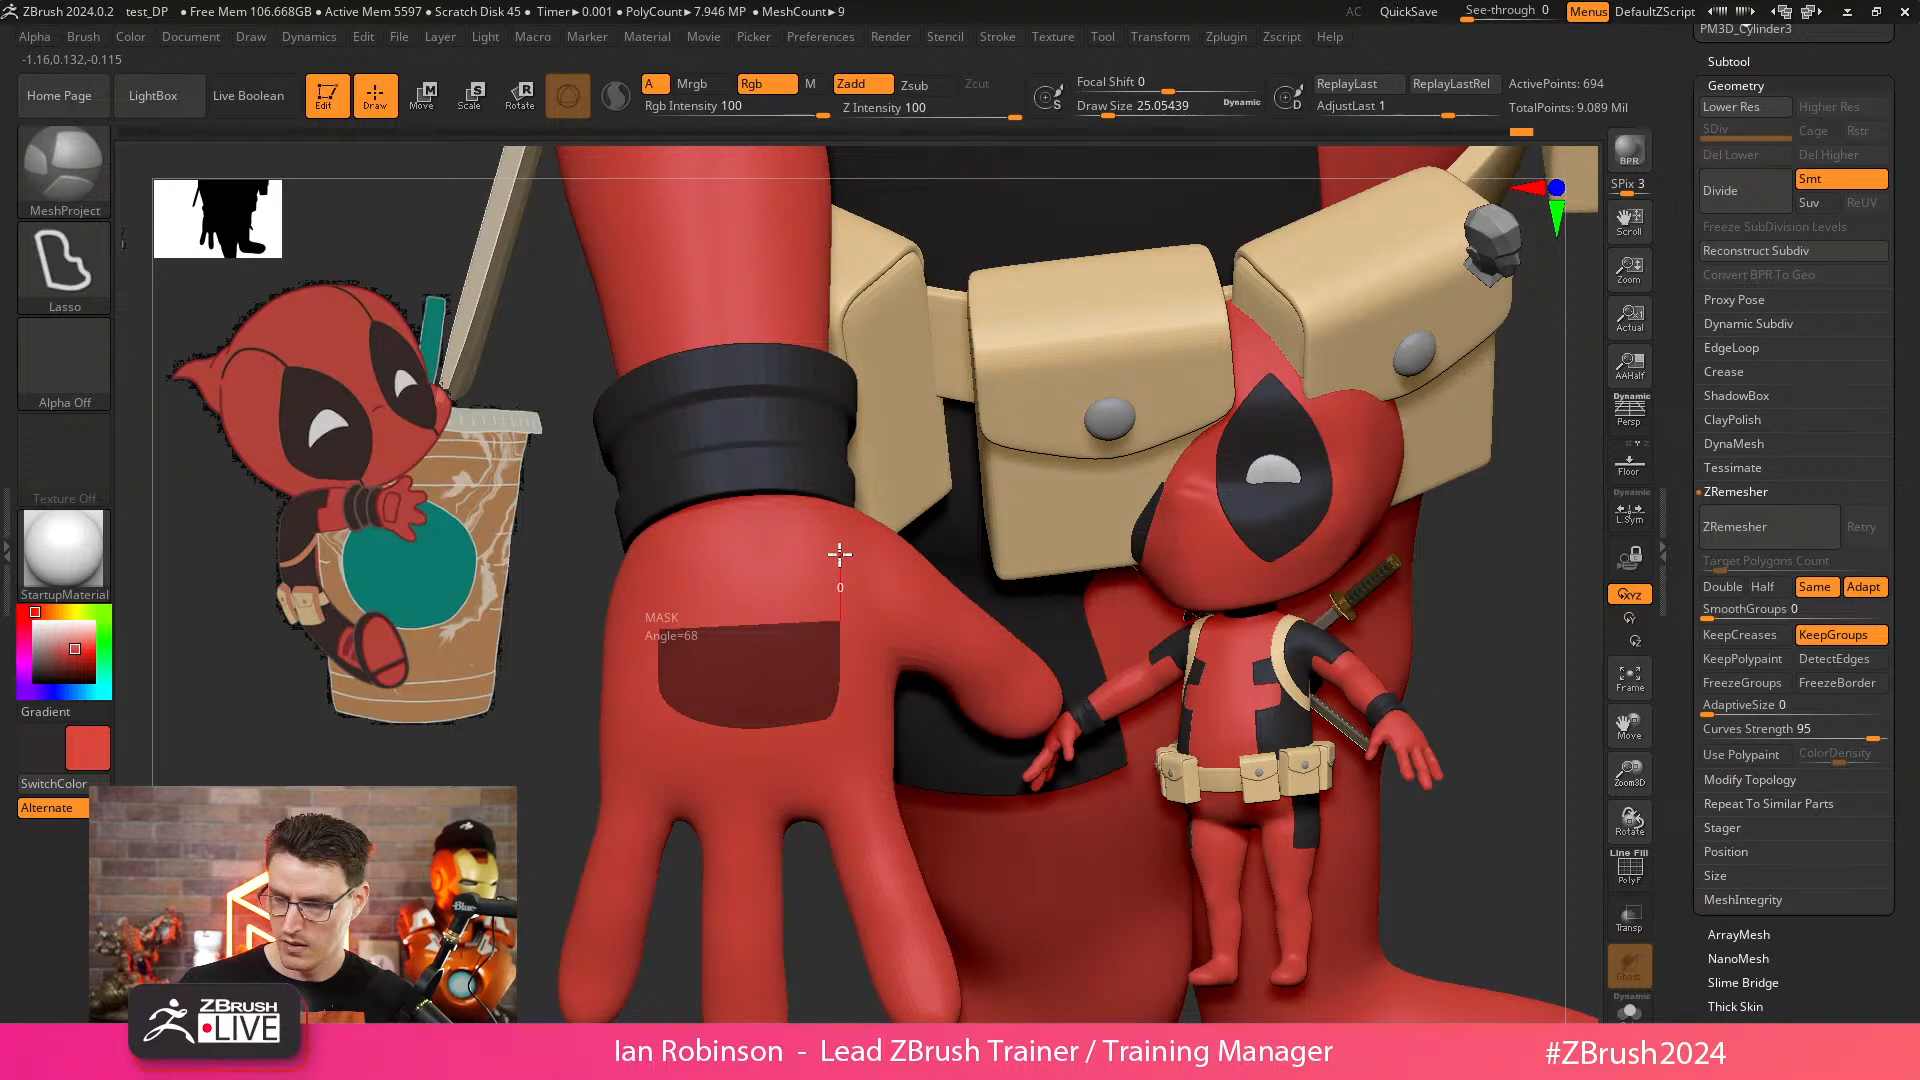 ZBrush 2024.0.2 test_DP • Free Mem 106.668GB • Active Mem 5597 • Scratch Disk 45 • Timer▸0.001 • PolyCount▸7.946 MP • MeshCount▸9
AC QuickSave See-through 0 Menus DefaultZScript
Alpha Brush Color Document Draw Dynamics Edit File Layer Light Macro Marker Material Movie Picker Preferences Render Stencil Stroke Texture Tool Transform Zplugin Zscript Help
PM3D_Cylinder3
-1.16,0.132,-0.115
Home Page LightBox Live Boolean Edit Draw Move Scale Rotate
A Mrgb Rgb M Zadd Zsub Zcut
Rgb Intensity 100 Z Intensity 100
S Focal Shift 0
Draw Size 25.05439 Dynamic
D ReplayLast ReplayLastRel ActivePoints: 694
AdjustLast 1 TotalPoints: 9.089 Mil
MeshProject
Lasso
Alpha Off
Texture Off
StartupMaterial
Gradient
SwitchColor
Alternate
MASK
Angle=68
0
BPR
SPix 3
Scroll
Zoom
Actual
AAHalf
Dynamic
Persp
Floor
Dynamic
L.Sym
XYZ
Frame
Move
Zoom3D
Rotate
Line Fill
PolyF
Transp
Ghost
Dynamic
Subtool
Geometry
Lower Res Higher Res
SDiv Cage Rstr
Del Lower Del Higher
Divide Smt
Suv ReUV
Freeze SubDivision Levels
Reconstruct Subdiv
Convert BPR To Geo
Proxy Pose
Dynamic Subdiv
EdgeLoop
Crease
ShadowBox
ClayPolish
DynaMesh
Tessimate
ZRemesher
ZRemesher Retry
Target Polygons Count
Double Half Same Adapt
SmoothGroups 0
KeepCreases KeepGroups
KeepPolypaint DetectEdges
FreezeGroups FreezeBorder
AdaptiveSize 0
Curves Strength 95
Use Polypaint ColorDensity
Modify Topology
Repeat To Similar Parts
Stager
Position
Size
MeshIntegrity
ArrayMesh
NanoMesh
Slime Bridge
Thick Skin
Blue
ZBRUSH
LIVE
Ian Robinson - Lead ZBrush Trainer / Training Manager
#ZBrush2024